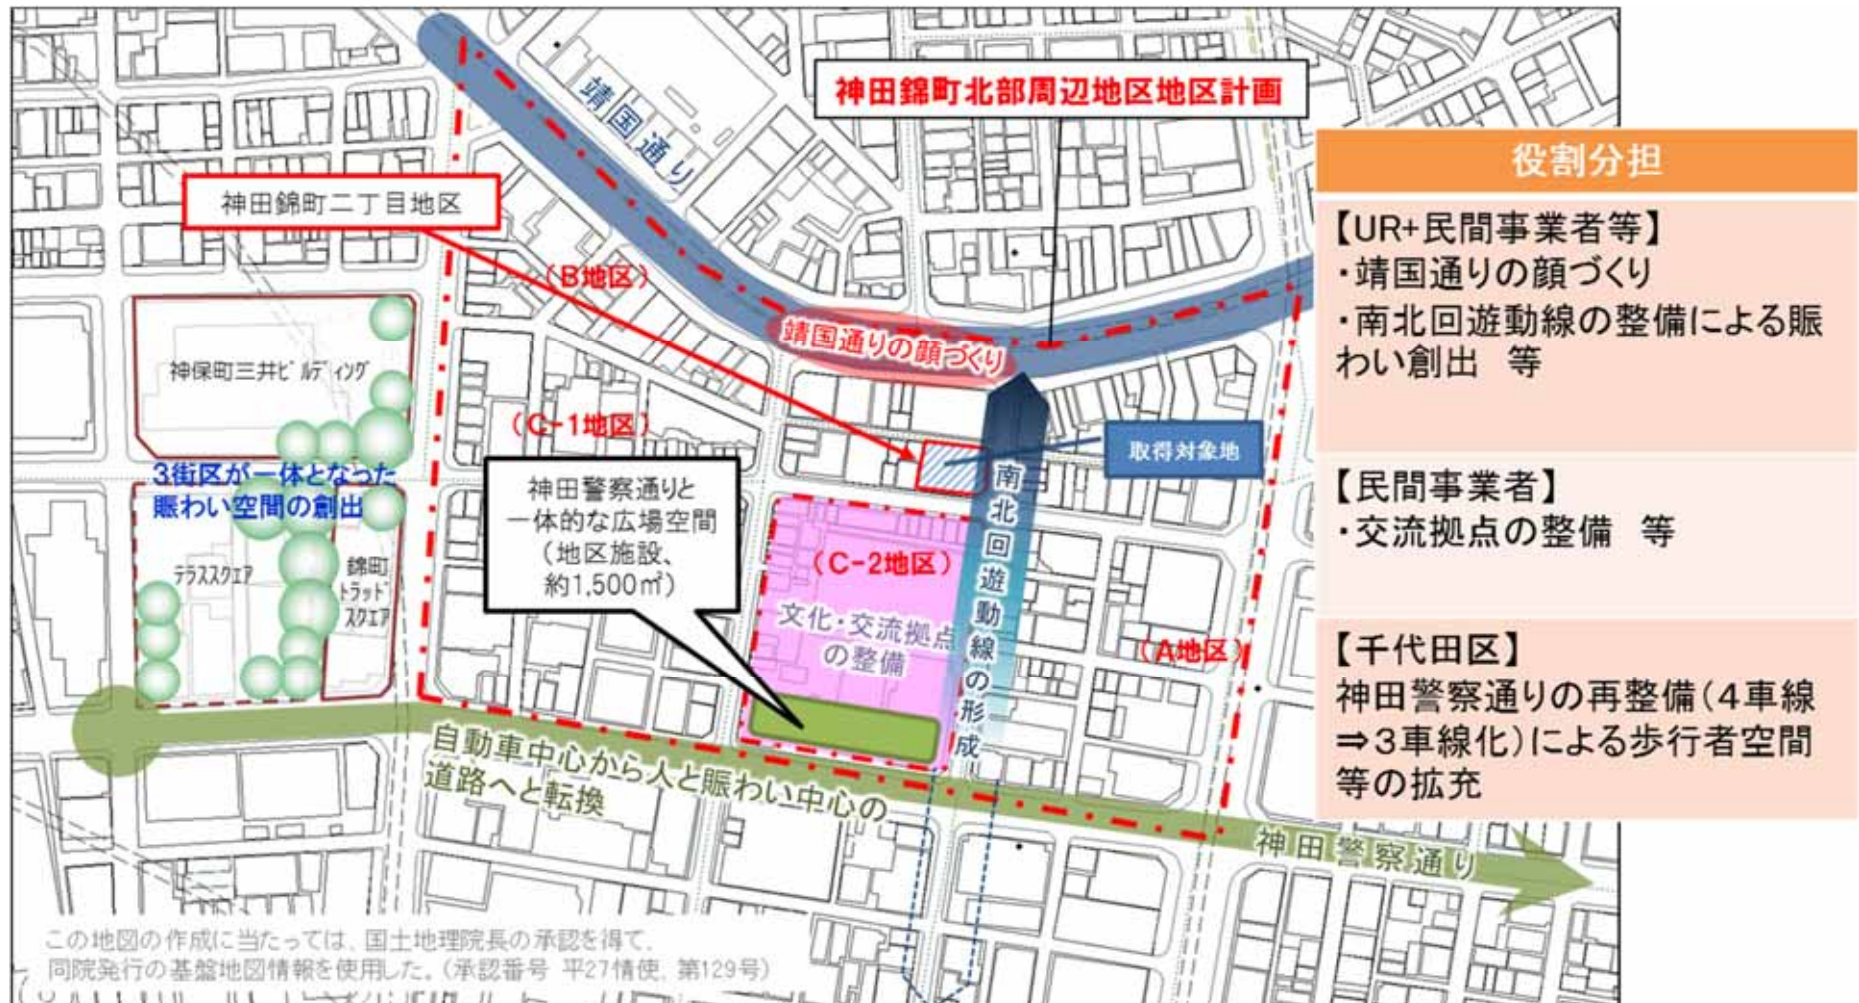 靖国通り
神田錦町北部周辺地区地区計画
神田錦町二丁目地区
(B地区)
靖国通りの顔づくり
神保町三井ビルディング
(C-1地区)
取得対象地
3街区が一体となった
賑わい空間の創出
神田警察通りと
一体的な広場空間
(地区施設、
約1,500㎡)
南北回遊動線の形成
テラススクエア
錦町
トラッド
スクエア
(C-2地区)
文化・交流拠点
の整備
(A地区)
自動車中心から人と賑わい中心の
道路へと転換
神田警察通り
この地図の作成に当たっては、国土地理院長の承認を得て、
同院発行の基盤地図情報を使用した。(承認番号 平27情使、第129号)
役割分担
【UR+民間事業者等】
・靖国通りの顔づくり
・南北回遊動線の整備による賑
わい創出 等
【民間事業者】
・交流拠点の整備 等
【千代田区】
神田警察通りの再整備(4車線
⇒3車線化)による歩行者空間
等の拡充